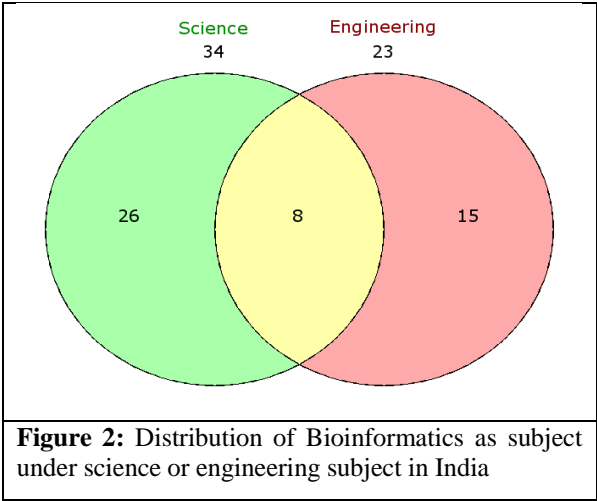 Science
34
Engineering
23
26
8
15
Figure 2: Distribution of Bioinformatics as subject
under science or engineering subject in India